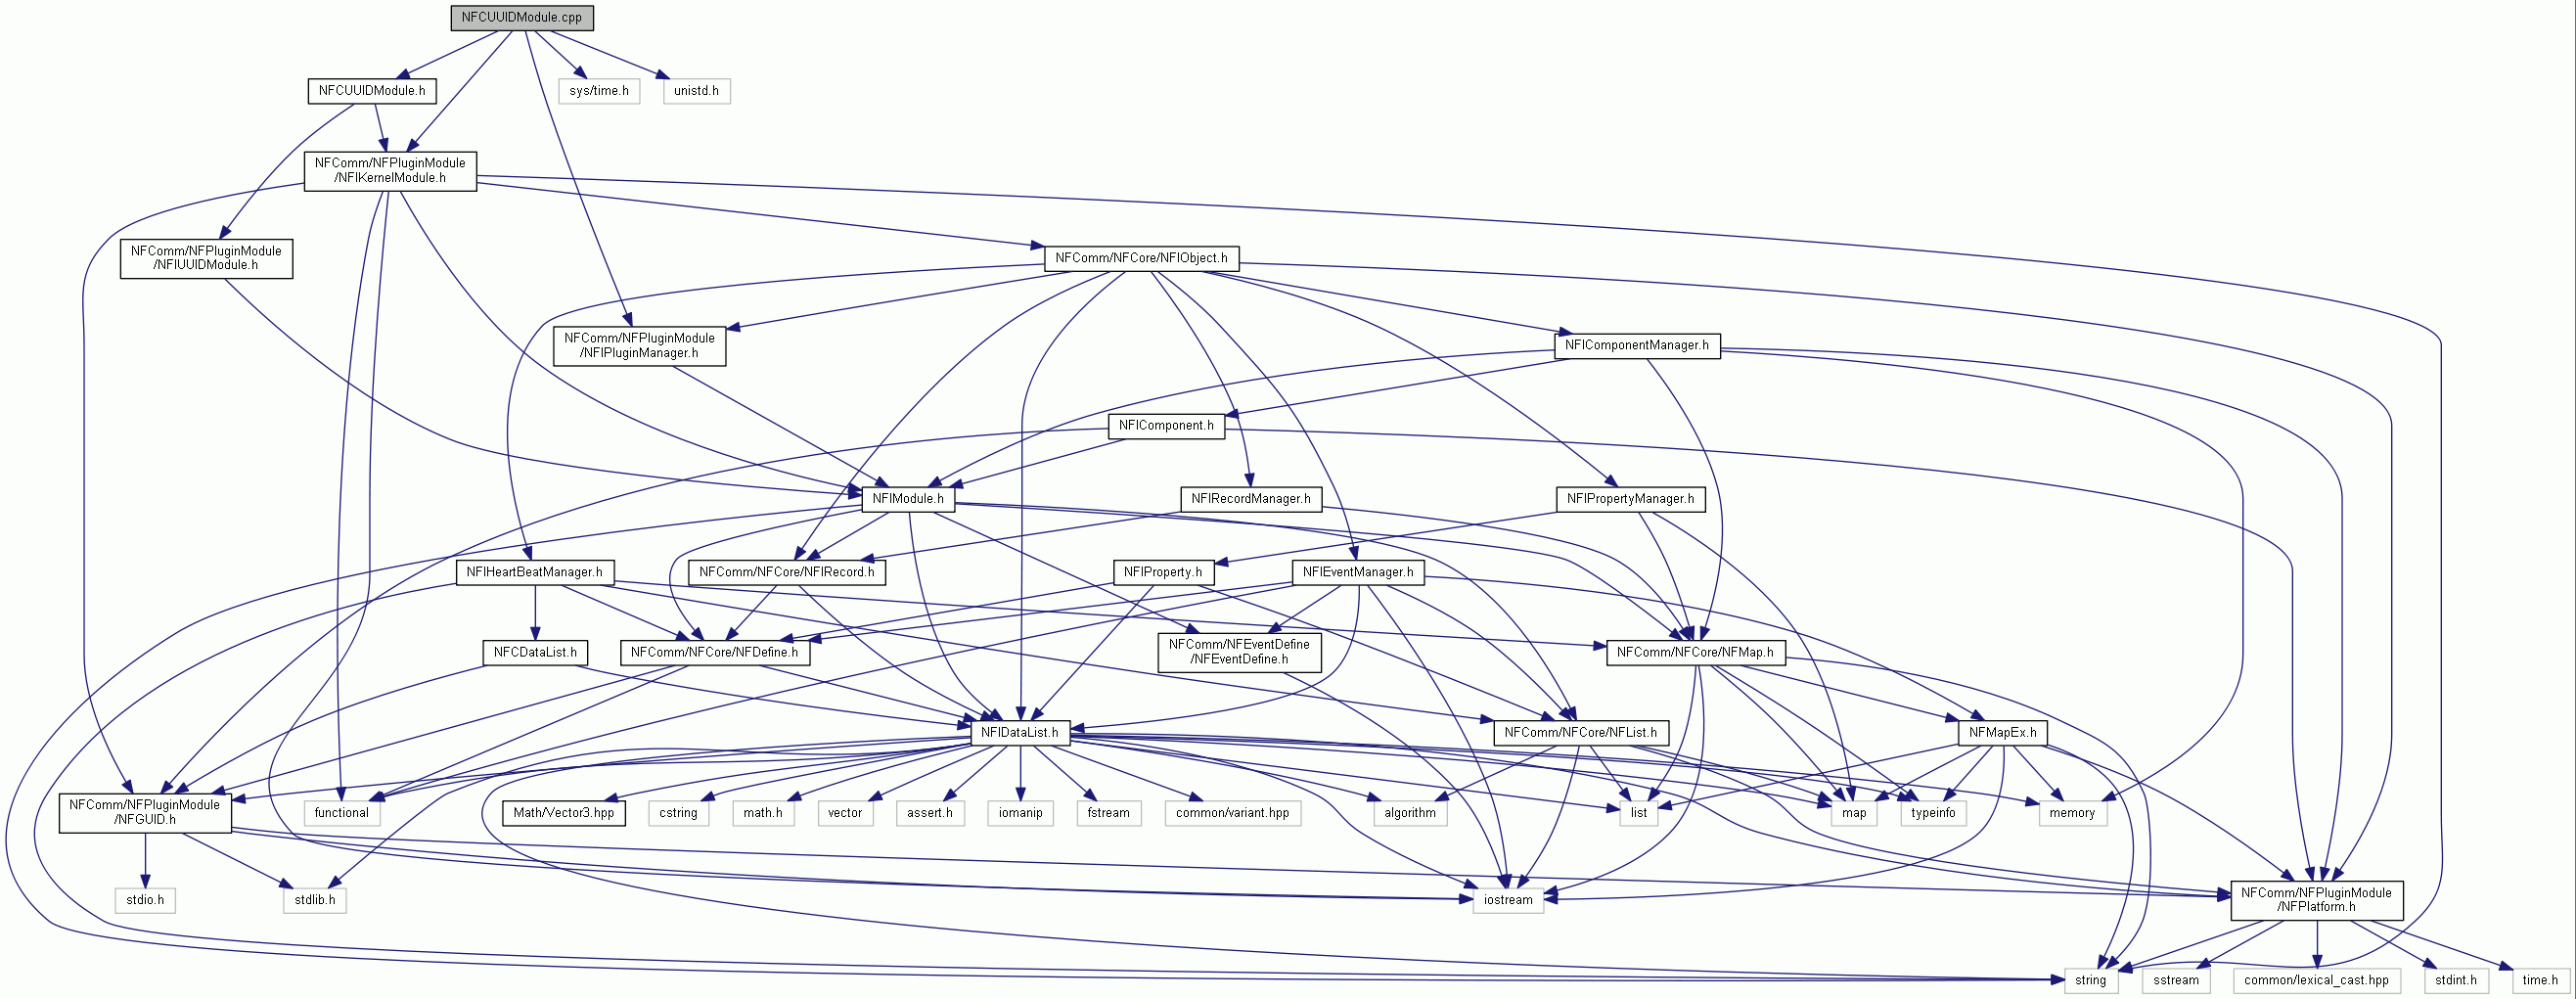 NFCUUIDModule.cpp
NFCUUIDModule.h
sys/time.h
unistd.h
NFComm/NFPluginModule
/NFIKernelModule.h
NFComm/NFPluginModule
/NFIUUIDModule.h
NFComm/NFCore/NFIObject.h
NFComm/NFPluginModule
/NFIPluginManager.h
NFIComponentManager.h
NFIComponent.h
NFIModule.h
NFIRecordManager.h
NFIPropertyManager.h
NFIHeartBeatManager.h
NFComm/NFCore/NFIRecord.h
NFIProperty.h
NFIEventManager.h
NFCDataList.h
NFComm/NFCore/NFDefine.h
NFComm/NFEventDefine
/NFEventDefine.h
NFComm/NFCore/NFMap.h
NFIDataList.h
NFComm/NFCore/NFList.h
NFMapEx.h
NFComm/NFPluginModule
/NFGUID.h
functional
Math/Vector3.hpp
cstring
math.h
vector
assert.h
iomanip
fstream
common/variant.hpp
algorithm
list
map
typeinfo
memory
stdio.h
stdlib.h
iostream
NFComm/NFPluginModule
/NFPlatform.h
string
sstream
common/lexical_cast.hpp
stdint.h
time.h